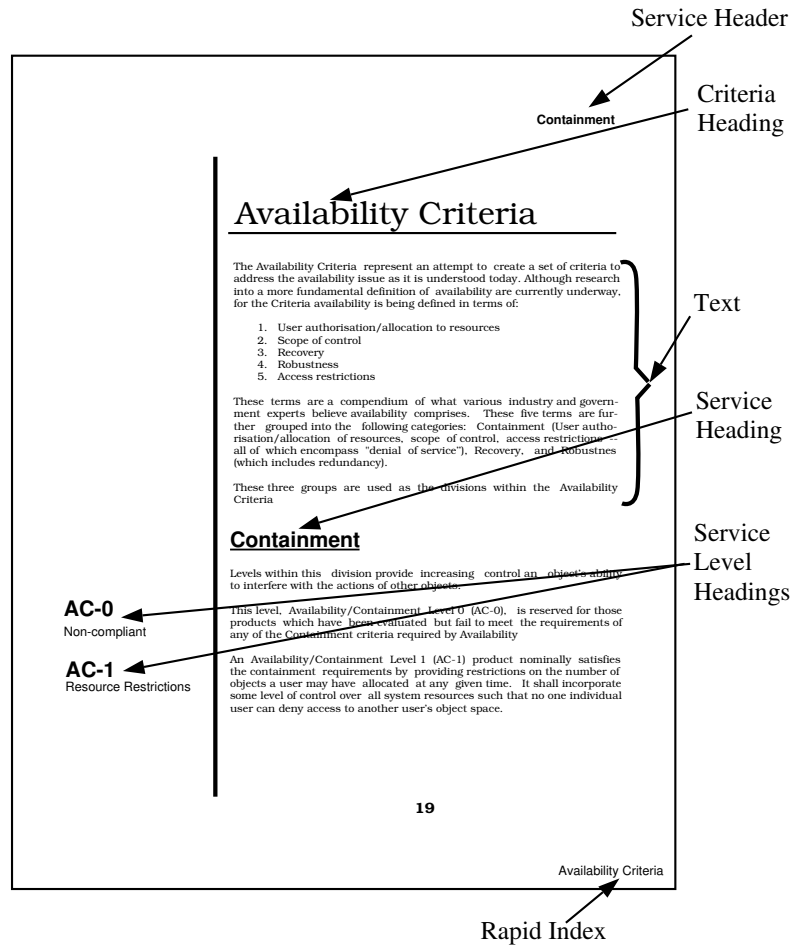 Service Header
Criteria
Heading
Containment
Availability Criteria
The Availability Criteria represent an attempt to create a set of criteria to
address the availability issue as it is understood today. Although research
into a more fundamental definition of availability are currently underway,
for the Criteria availability is being defined in terms of:
1. User authorisation/allocation to resources
2. Scope of control
3. Recovery
4. Robustness
5. Access restrictions
Text
These terms are a compendium of what various industry and govern-
ment experts believe availability comprises. These five terms are fur-
ther grouped into the following categories: Containment (User autho-
risation/allocation of resources, scope of control, access restrictions --
all of which encompass "denial of service"), Recovery, and Robustnes
(which includes redundancy).
Service
Heading
These three groups are used as the divisions within the Availability
Criteria
Containment
Service
Level
Headings
Levels within this division provide increasing control an object's ability
to interfere with the actions of other objects.
AC-0
Non-compliant
This level, Availability/Containment Level 0 (AC-0), is reserved for those
products which have been evaluated but fail to meet the requirements of
any of the Containment criteria required by Availability
AC-1
Resource Restrictions
An Availability/Containment Level 1 (AC-1) product nominally satisfies
the containment requirements by providing restrictions on the number of
objects a user may have allocated at any given time. It shall incorporate
some level of control over all system resources such that no one individual
user can deny access to another user's object space.
19
Availability Criteria
Rapid Index